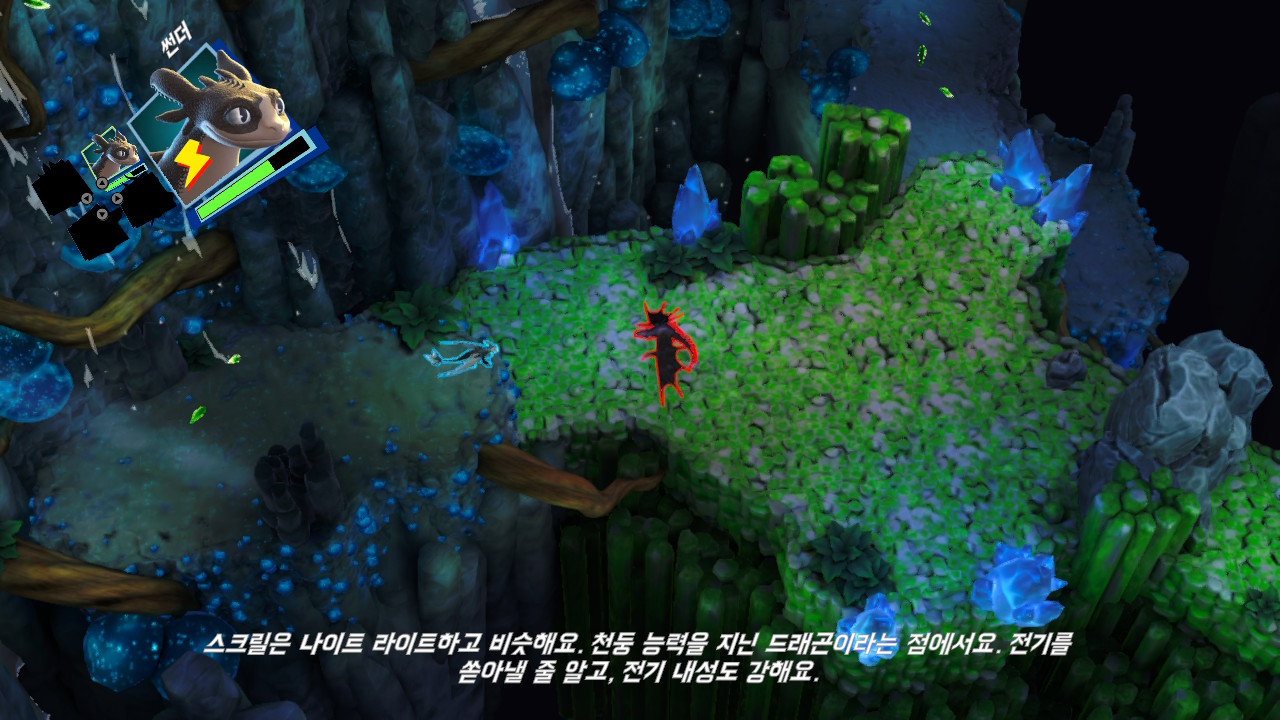 썬더
스크릴은 나이트 라이트하고 비슷해요. 천둥 능력을 지닌 드래곤이라는 점에서요. 전기를
쏟아낼 줄 알고, 전기 내성도 강해요.